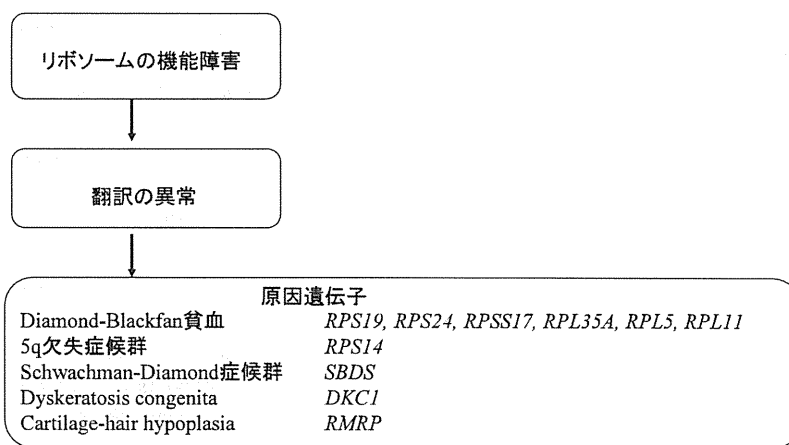 リボソームの機能障害
翻訳の異常
原因遺伝子
Diamond-Blackfan貧血 RPS19, RPS24, RPSS17, RPL35A, RPL5, RPL11
5q欠失症候群 RPS14
Schwachman-Diamond症候群 SBDS
Dyskeratosis congenita DKC1
Cartilage-hair hypoplasia RMRP